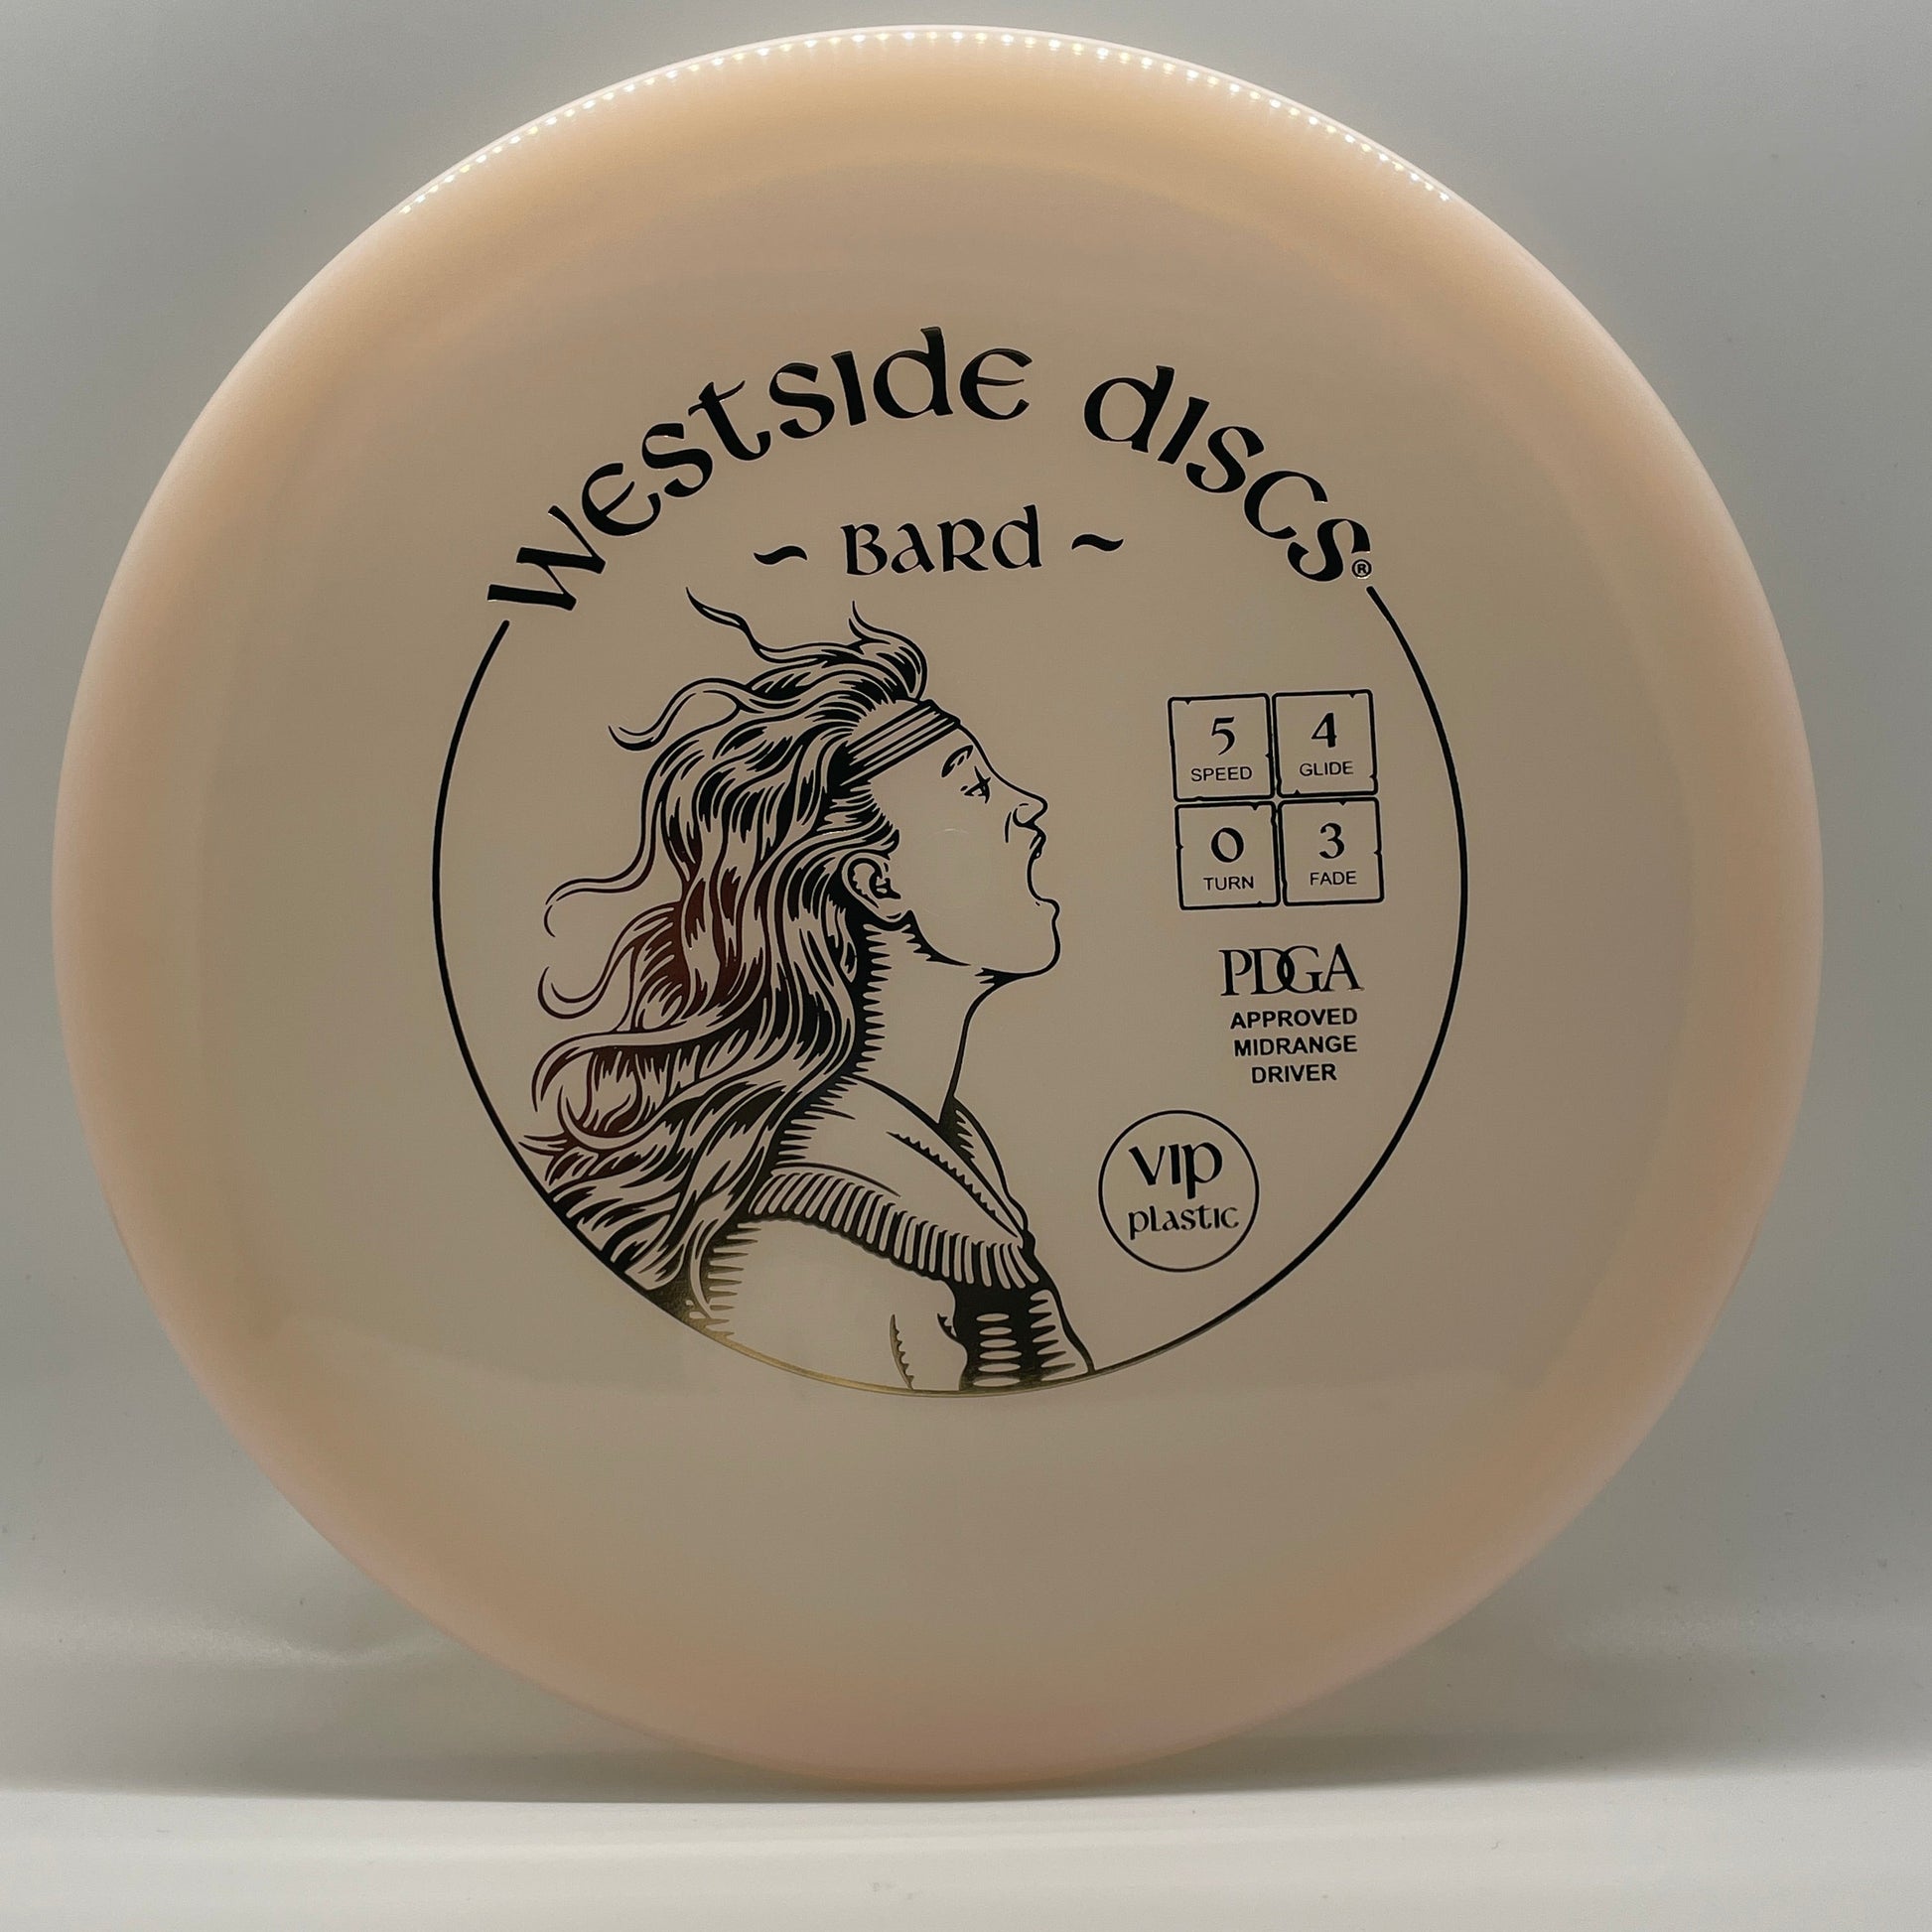 Westside discs®
~ Bard ~
5 4
SPEED GLIDE
0 3
TURN FADE
PDGA
APPROVED
MIDRANGE
DRIVER
VIP
plastic